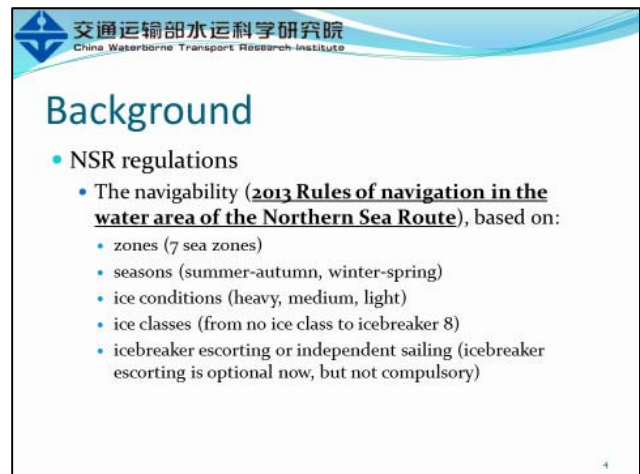 交通运输部水运科学研究院
China Waterborne Transport Research Institute
Background
• NSR regulations
• The navigability (2013 Rules of navigation in the
water area of the Northern Sea Route), based on:
• zones (7 sea zones)
• seasons (summer-autumn, winter-spring)
• ice conditions (heavy, medium, light)
• ice classes (from no ice class to icebreaker 8)
• icebreaker escorting or independent sailing (icebreaker
escorting is optional now, but not compulsory)
4